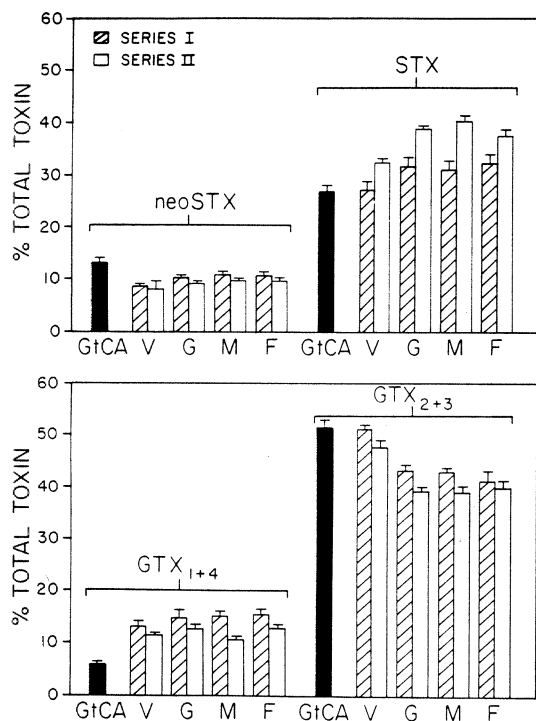 60
50
40
30
20
10
0
% TOTAL TOXIN
SERIES I
SERIES II
STX
neoSTX
GtCA V G M F GtCA V G M F
60
50
40
30
20
10
0
% TOTAL TOXIN
GTX2+3
GTX1+4
GtCA V G M F GtCA V G M F